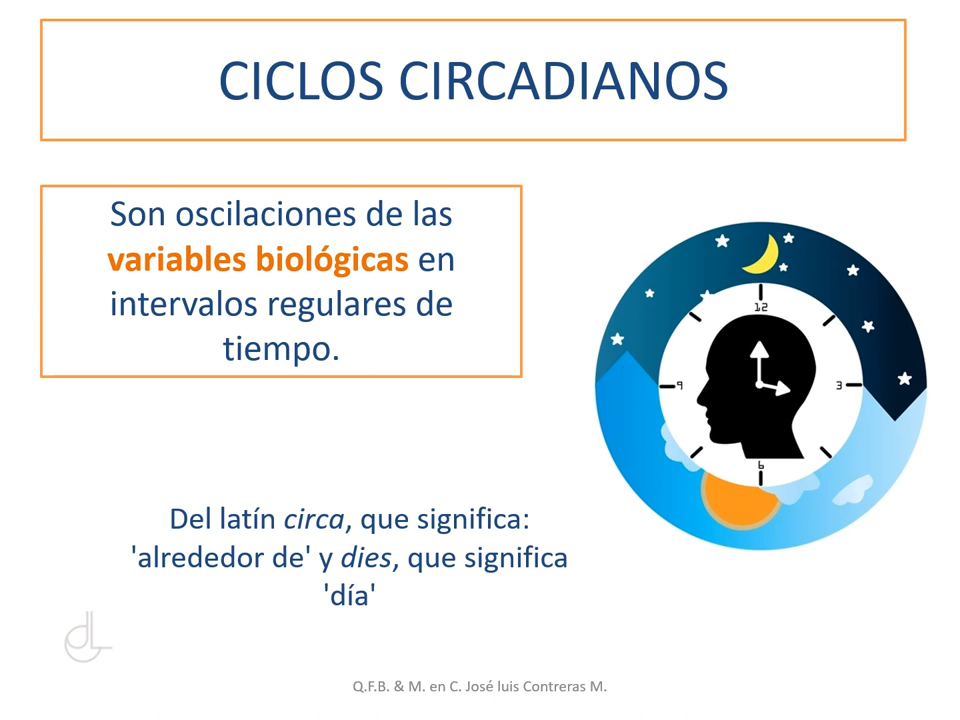 CICLOS CIRCADIANOS
Son oscilaciones de las
variables biológicas en
intervalos regulares de
tiempo.
12
9
3
6
Del latín circa, que significa:
'alrededor de' y dies, que significa
'día'
dL
Q.F.B. & M. en C. José luis Contreras M.